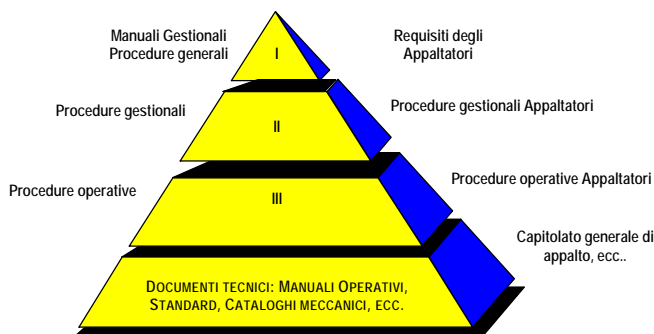 Manuali Gestionali
Procedure generali
I
Requisiti degli
Appaltatori
Procedure gestionali
II
Procedure gestionali Appaltatori
Procedure operative
III
Procedure operative Appaltatori
DOCUMENTI TECNICI: MANUALI OPERATIVI,
STANDARD, CATALOGHI MECCANICI, ECC.
Capitolato generale di
appalto, ecc..